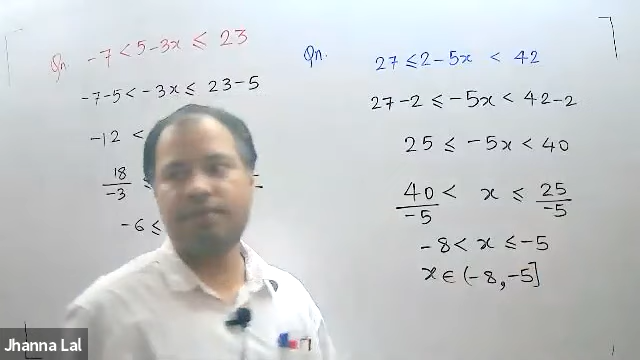 Qn. -7 < 5-3x ≤ 23
-7-5 < -3x ≤ 23-5
-12 <
18/-3 ≤
-6 ≤
Qn. 27 ≤ 2-5x < 42
27-2 ≤ -5x < 42-2
25 ≤ -5x < 40
40/-5 < x ≤ 25/-5
-8 < x ≤ -5
x ∈ (-8, -5]
Jhanna Lal